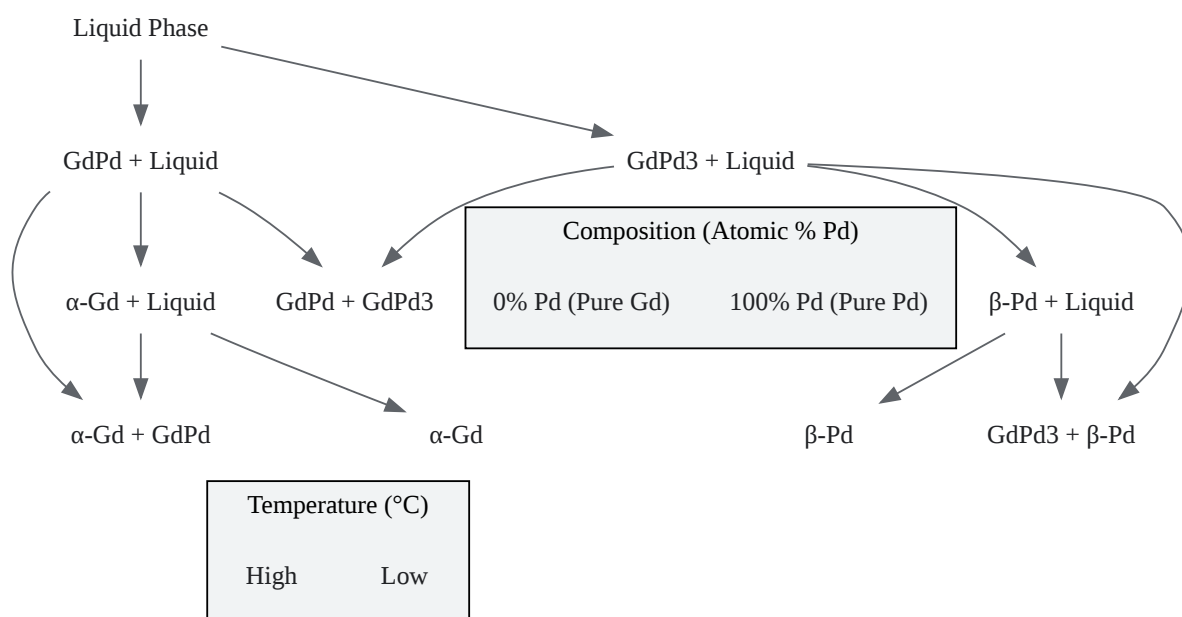 Liquid Phase
GdPd + Liquid
GdPd3 + Liquid
Composition (Atomic % Pd)
α-Gd + Liquid
GdPd + GdPd3
0% Pd (Pure Gd)
100% Pd (Pure Pd)
β-Pd + Liquid
α-Gd + GdPd
α-Gd
β-Pd
GdPd3 + β-Pd
Temperature (°C)
High
Low